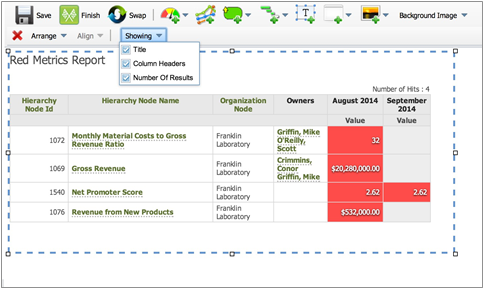 Save Finish Swap Background Image
Arrange Align Showing
Title
Column Headers
Number Of Results
Red Metrics Report
Number of Hits : 4
Hierarchy Node Id Hierarchy Node Name Organization Node Owners August 2014 September 2014
Value Value
1072 Monthly Material Costs to Gross Revenue Ratio Franklin Laboratory Griffin, Mike O'Reilly, Scott 32
1069 Gross Revenue Franklin Laboratory Crimmins, Conor Griffin, Mike $20,280,000.00
1540 Net Promoter Score Franklin Laboratory 2.62 2.62
1076 Revenue from New Products Franklin Laboratory $532,000.00